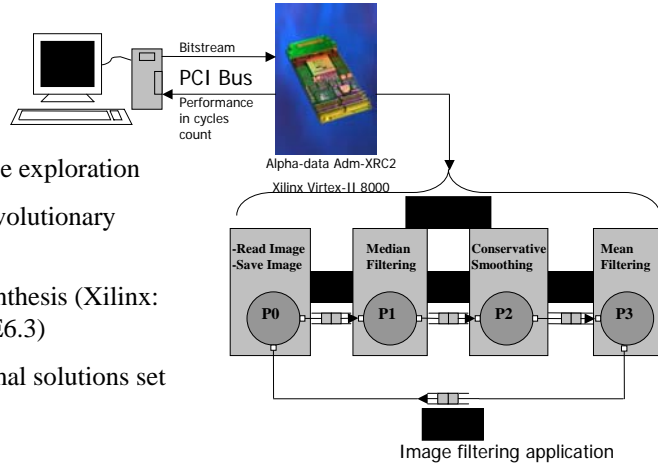 Bitstream
PCI Bus
Performance
in cycles
count
Alpha-data Adm-XRC2
Xilinx Virtex-II 8000
e exploration
volutionary
nthesis (Xilinx:
E6.3)
nal solutions set
-Read Image
-Save Image
Median
Filtering
Conservative
Smoothing
Mean
Filtering
P0
P1
P2
P3
Image filtering application